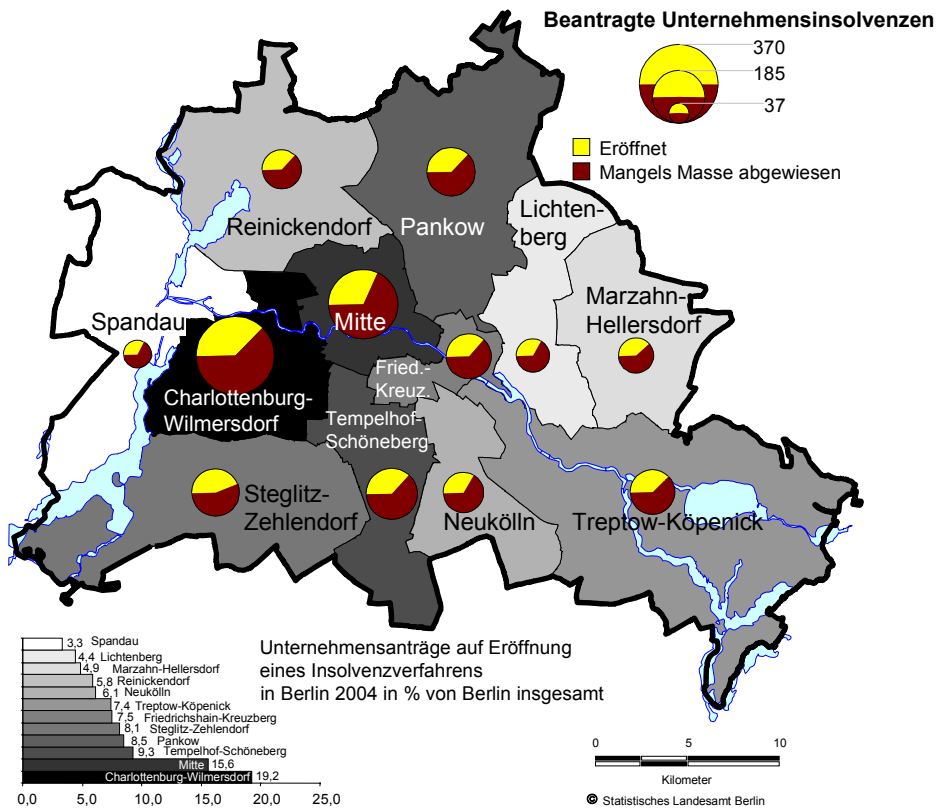 Beantragte Unternehmensinsolvenzen
370
185
37
Eröffnet
Mangels Masse abgewiesen
Reinickendorf
Pankow
Lichten-
berg
Marzahn-
Hellersdorf
Spandau
Mitte
Fried.-
Kreuz.
Charlottenburg-
Wilmersdorf
Tempelhof-
Schöneberg
Steglitz-
Zehlendorf
Neukölln
Treptow-Köpenick
Unternehmensanträge auf Eröffnung
eines Insolvenzverfahrens
in Berlin 2004 in % von Berlin insgesamt
3,3 Spandau
4,4 Lichtenberg
4,9 Marzahn-Hellersdorf
5,8 Reinickendorf
6,1 Neukölln
7,4 Treptow-Köpenick
7,5 Friedrichshain-Kreuzberg
8,1 Steglitz-Zehlendorf
8,5 Pankow
9,3 Tempelhof-Schöneberg
Mitte 15,6
Charlottenburg-Wilmersdorf 19,2
0,0 5,0 10,0 15,0 20,0 25,0
0 5 10
Kilometer
© Statistisches Landesamt Berlin